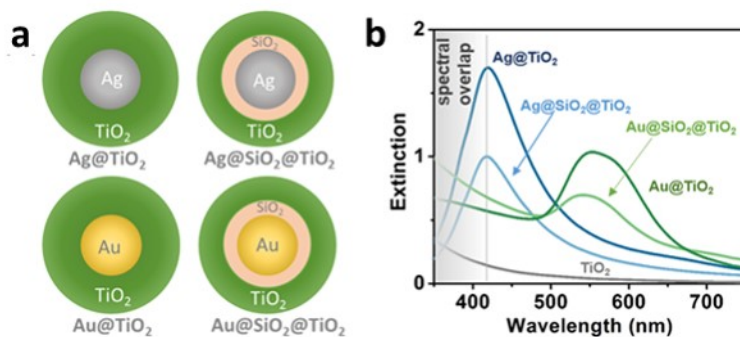 a
Ag
TiO₂
Ag@TiO₂
SiO₂
Ag
TiO₂
Ag@SiO₂@TiO₂
Au
TiO₂
Au@TiO₂
SiO₂
Au
TiO₂
Au@SiO₂@TiO₂
b
Extinction
2
1
0
spectral
overlap
Ag@TiO₂
Ag@SiO₂@TiO₂
Au@SiO₂@TiO₂
Au@TiO₂
TiO₂
400 500 600 700
Wavelength (nm)